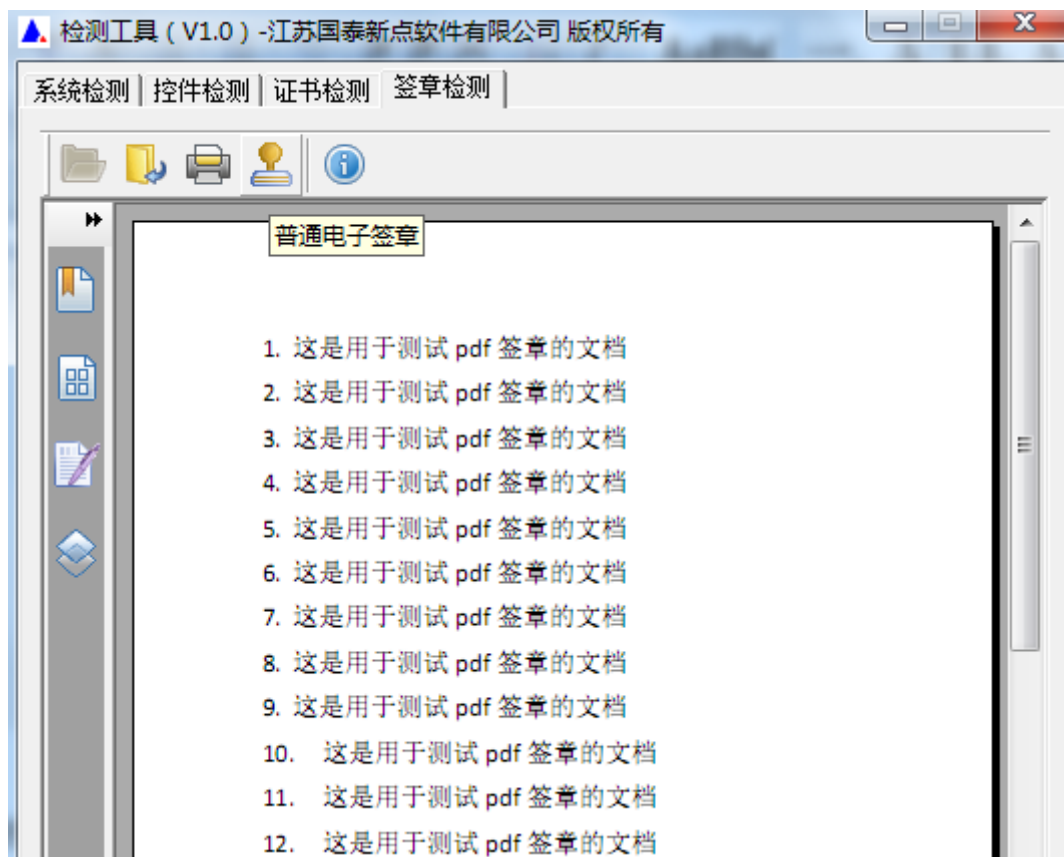 检测工具（V1.0）-江苏国泰新点软件有限公司 版权所有
系统检测 控件检测 证书检测 签章检测
普通电子签章
1. 这是用于测试 pdf 签章的文档
2. 这是用于测试 pdf 签章的文档
3. 这是用于测试 pdf 签章的文档
4. 这是用于测试 pdf 签章的文档
5. 这是用于测试 pdf 签章的文档
6. 这是用于测试 pdf 签章的文档
7. 这是用于测试 pdf 签章的文档
8. 这是用于测试 pdf 签章的文档
9. 这是用于测试 pdf 签章的文档
10. 这是用于测试 pdf 签章的文档
11. 这是用于测试 pdf 签章的文档
12. 这是用于测试 pdf 签章的文档